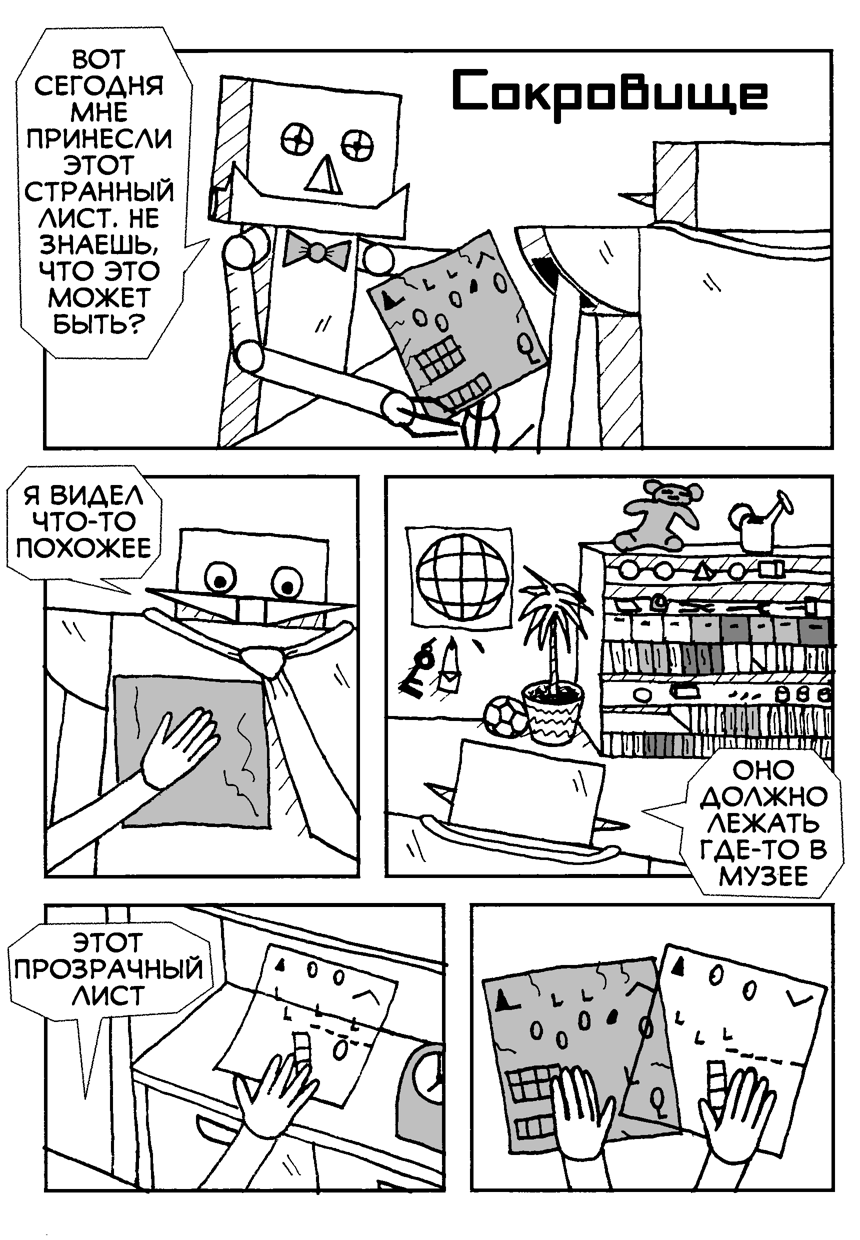 ВОТ
СЕГОДНЯ
МНЕ
ПРИНЕСЛИ
ЭТОТ
СТРАННЫЙ
ЛИСТ. НЕ
ЗНАЕШЬ,
ЧТО ЭТО
МОЖЕТ
БЫТЬ?
Сокровище
Я ВИДЕЛ
ЧТО-ТО
ПОХОЖЕЕ
ОНО
ДОЛЖНО
ЛЕЖАТЬ
ГДЕ-ТО В
МУЗЕЕ
ЭТОТ
ПРОЗРАЧНЫЙ
ЛИСТ